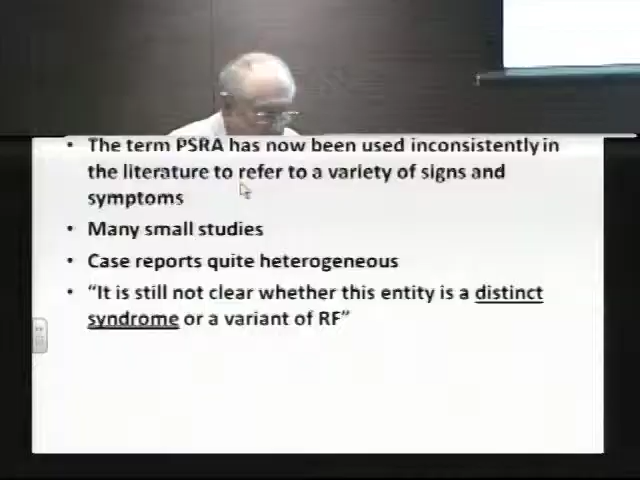 • The term PSRA has now been used inconsistently in
the literature to refer to a variety of signs and
symptoms
• Many small studies
• Case reports quite heterogeneous
• “It is still not clear whether this entity is a distinct
syndrome or a variant of RF”